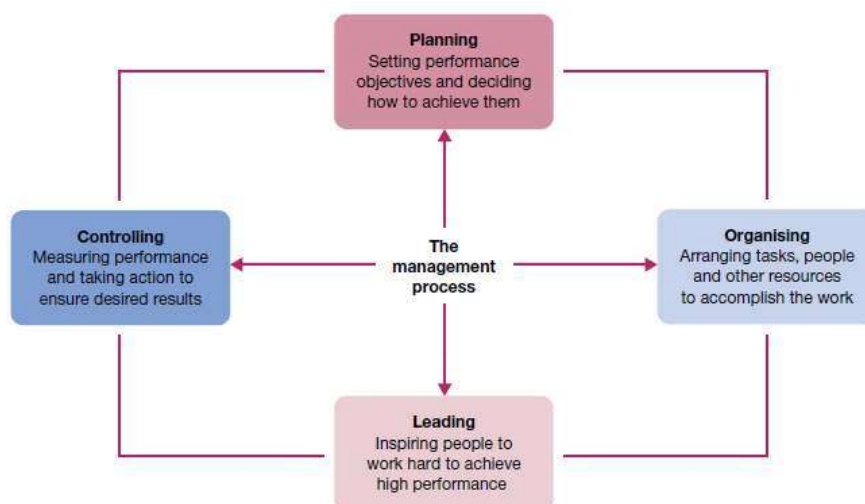 Planning
Setting performance
objectives and deciding
how to achieve them
Controlling
Measuring performance
and taking action to
ensure desired results
The
management
process
Organising
Arranging tasks, people
and other resources
to accomplish the work
Leading
Inspiring people to
work hard to achieve
high performance